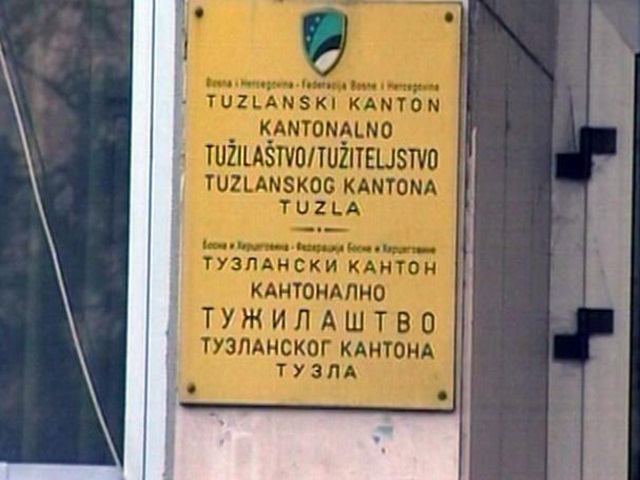 Bosna i Hercegovina - Federacija Bosne i Hercegovine
TUZLANSKI KANTON
KANTONALNO
TUŽILAŠTVO/TUŽITELJSTVO
TUZLANSKOG KANTONA
TUZLA
Босна и Херцеговина - Федерација Босне и Херцеговине
ТУЗЛАНСКИ КАНТОН
КАНТОНАЛНО
ТУЖИЛАШТВО
ТУЗЛАНСКОГ КАНТОНА
ТУЗЛА